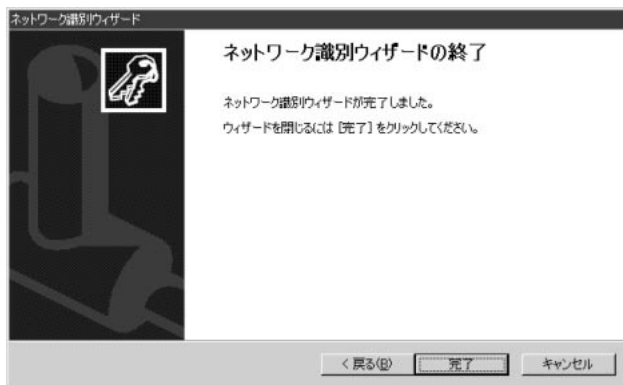 ネットワーク識別ウィザード
ネットワーク識別ウィザードの終了
ネットワーク識別ウィザードが完了しました。
ウィザードを閉じるには [完了] をクリックしてください。
< 戻る(B)
完了
キャンセル